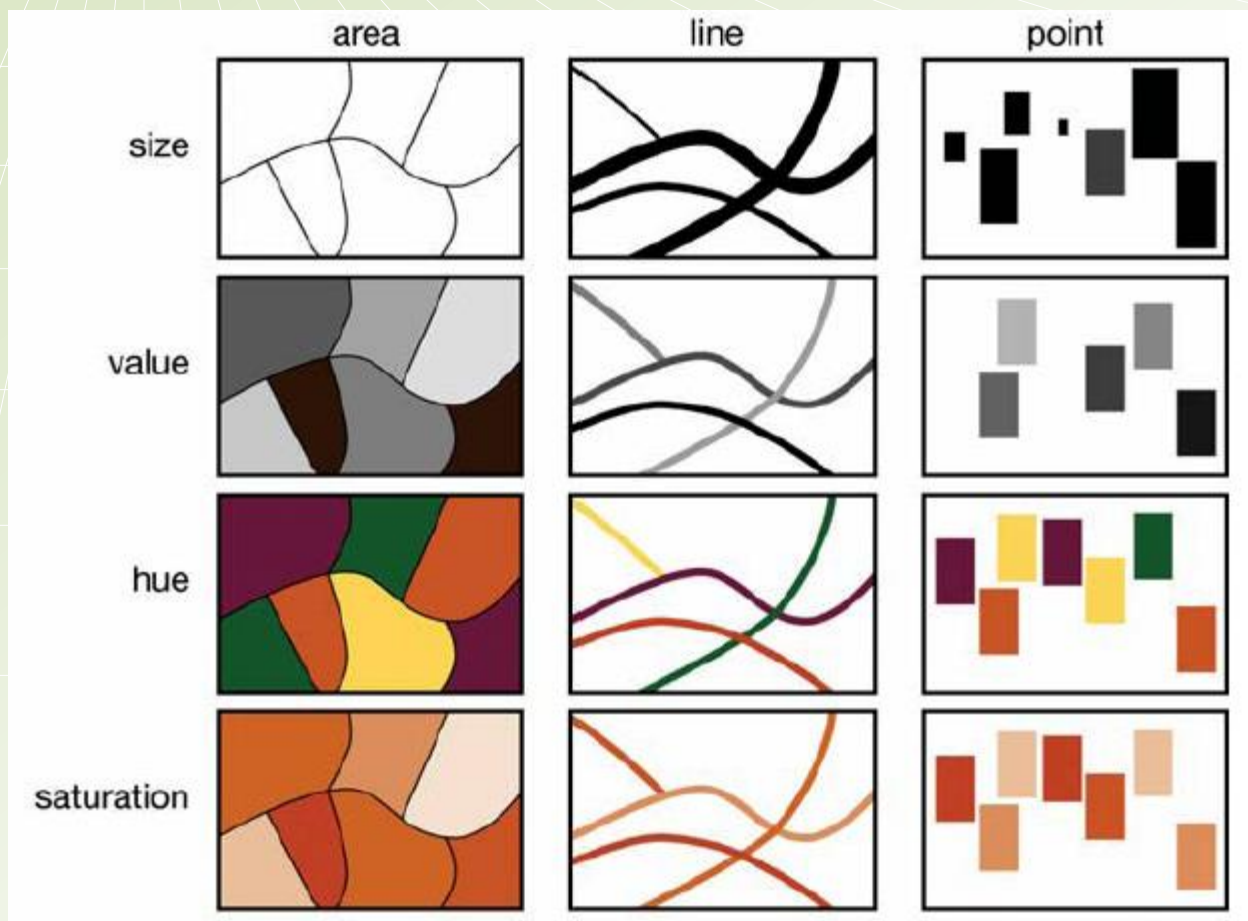 area line point
size
value
hue
saturation